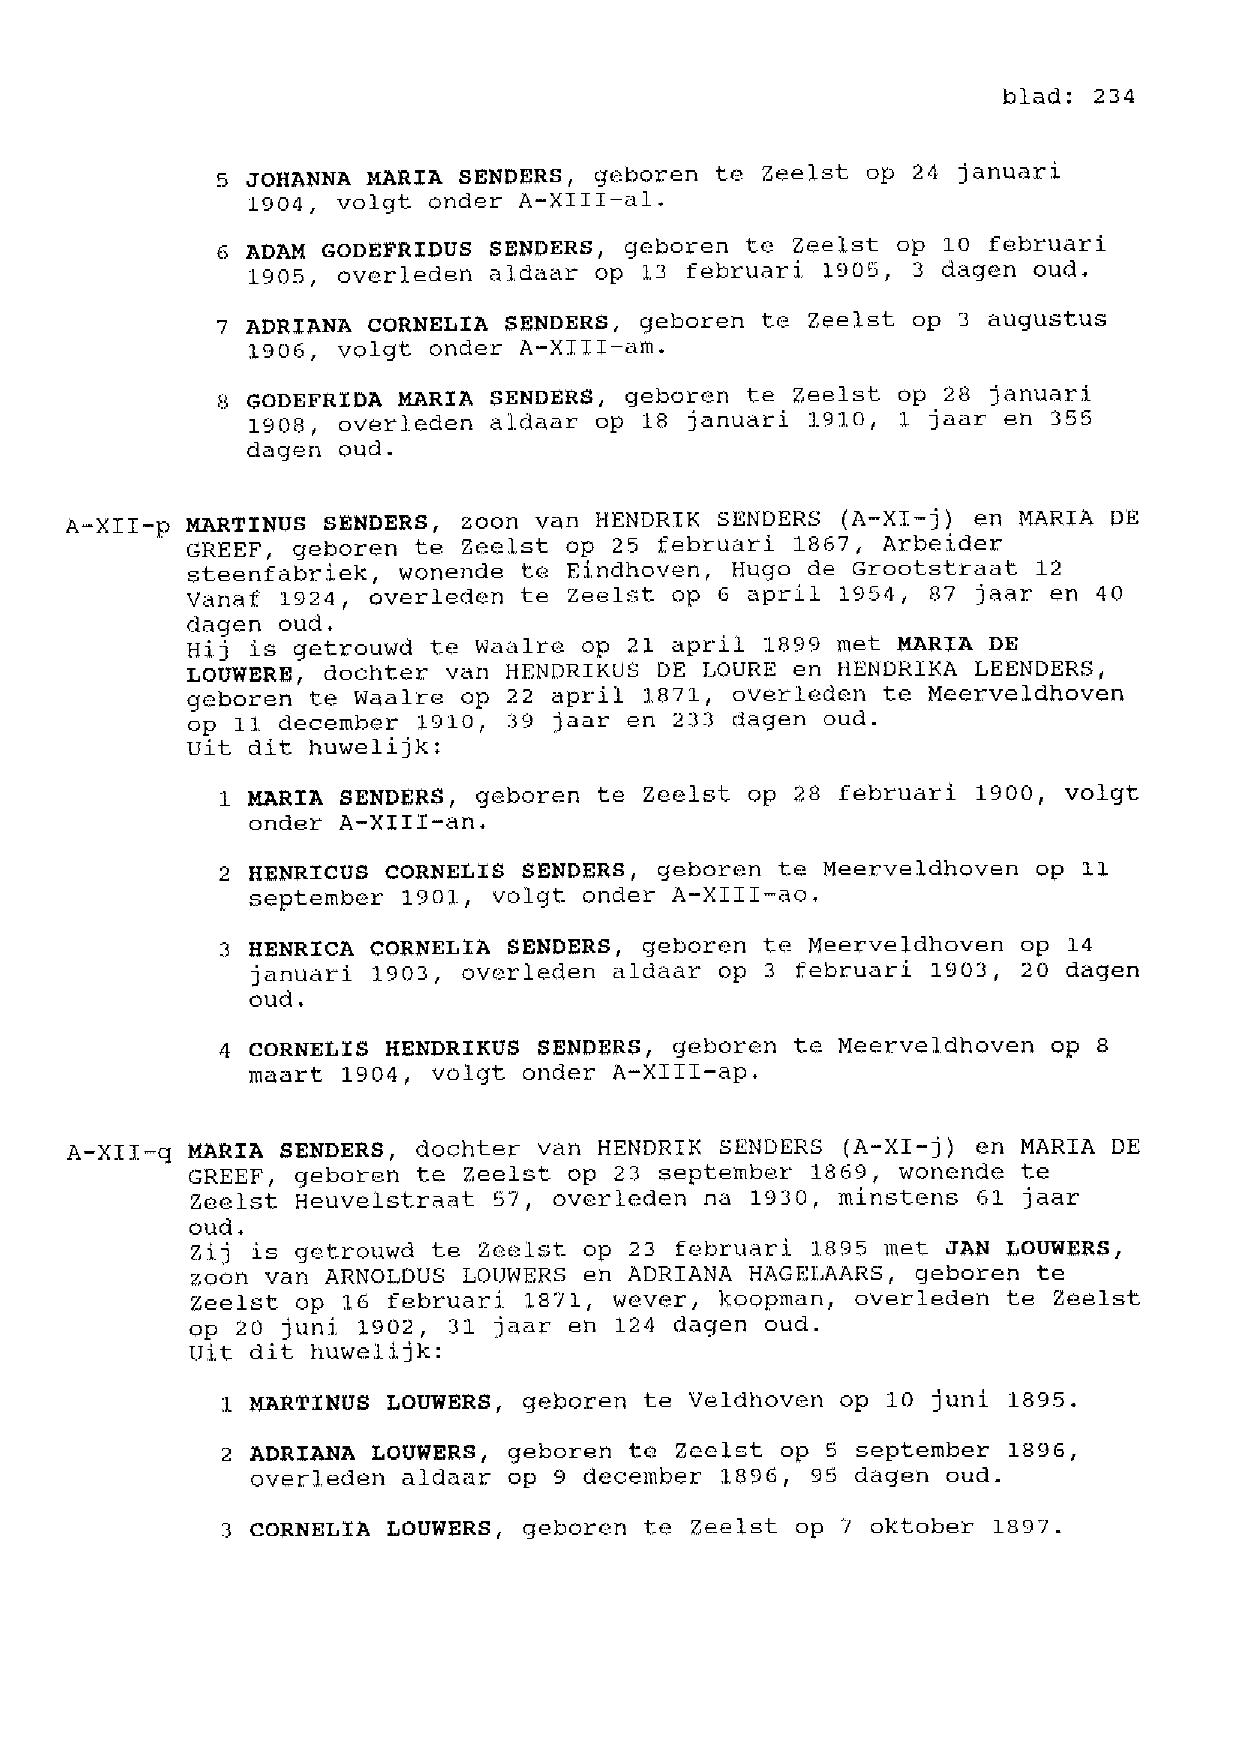 blad: 234
5 JOHANNA MARIA SENDERS, geboren te Zeelst op 24 januari
1904, volgt onder A-XIII-al.
6 ADAM GODEFRIDUS SENDERS, geboren te Zeelst op 10 februari
1905, overleden aldaar op 13 februari 1905, 3 dagen oud.
7 ADRIANA CORNELIA SENDERS, geboren te Zeelst op 3 augustus
1906, volgt onder A-XIII-am.
8 GODEFRIDA MARIA SENDERS, geboren te Zeelst op 28 januari
1908, overleden aldaar op 18 januari 1910, 1 jaar en 355
dagen oud.
A-XII-p MARTINUS SENDERS, zoon van HENDRIK SENDERS (A-XI-j) en MARIA DE
GREEF, geboren te Zeelst op 25 februari 1867, Arbeider
steenfabriek, wonende te Eindhoven, Hugo de Grootstraat 12
Vanaf 1924, overleden te Zeelst op 6 april 1954, 87 jaar en 40
dagen oud.
Hij is getrouwd te Waalre op 21 april 1899 met MARIA DE
LOUWERE, dochter van HENDRIKUS DE LOURE en HENDRIKA LEENDERS,
geboren te Waalre op 22 april 1871, overleden te Meerveldhoven
op 11 december 1910, 39 jaar en 233 dagen oud.
Uit dit huwelijk:
1 MARIA SENDERS, geboren te Zeelst op 28 februari 1900, volgt
onder A-XIII-an.
2 HENRICUS CORNELIS SENDERS, geboren te Meerveldhoven op 11
september 1901, volgt onder A-XIII-ao.
3 HENRICA CORNELIA SENDERS, geboren te Meerveldhoven op 14
januari 1903, overleden aldaar op 3 februari 1903, 20 dagen
oud.
4 CORNELIS HENDRIKUS SENDERS, geboren te Meerveldhoven op 8
maart 1904, volgt onder A-XIII-ap.
A-XII-q MARIA SENDERS, dochter van HENDRIK SENDERS (A-XI-j) en MARIA DE
GREEF, geboren te Zeelst op 23 september 1869, wonende te
Zeelst Heuvelstraat 57, overleden na 1930, minstens 61 jaar
oud.
Zij is getrouwd te Zeelst op 23 februari 1895 met JAN LOUWERS,
zoon van ARNOLDUS LOUWERS en ADRIANA HAGELAARS, geboren te
Zeelst op 16 februari 1871, wever, koopman, overleden te Zeelst
op 20 juni 1902, 31 jaar en 124 dagen oud.
Uit dit huwelijk:
1 MARTINUS LOUWERS, geboren te Veldhoven op 10 juni 1895.
2 ADRIANA LOUWERS, geboren te Zeelst op 5 september 1896,
overleden aldaar op 9 december 1896, 95 dagen oud.
3 CORNELIA LOUWERS, geboren te Zeelst op 7 oktober 1897.